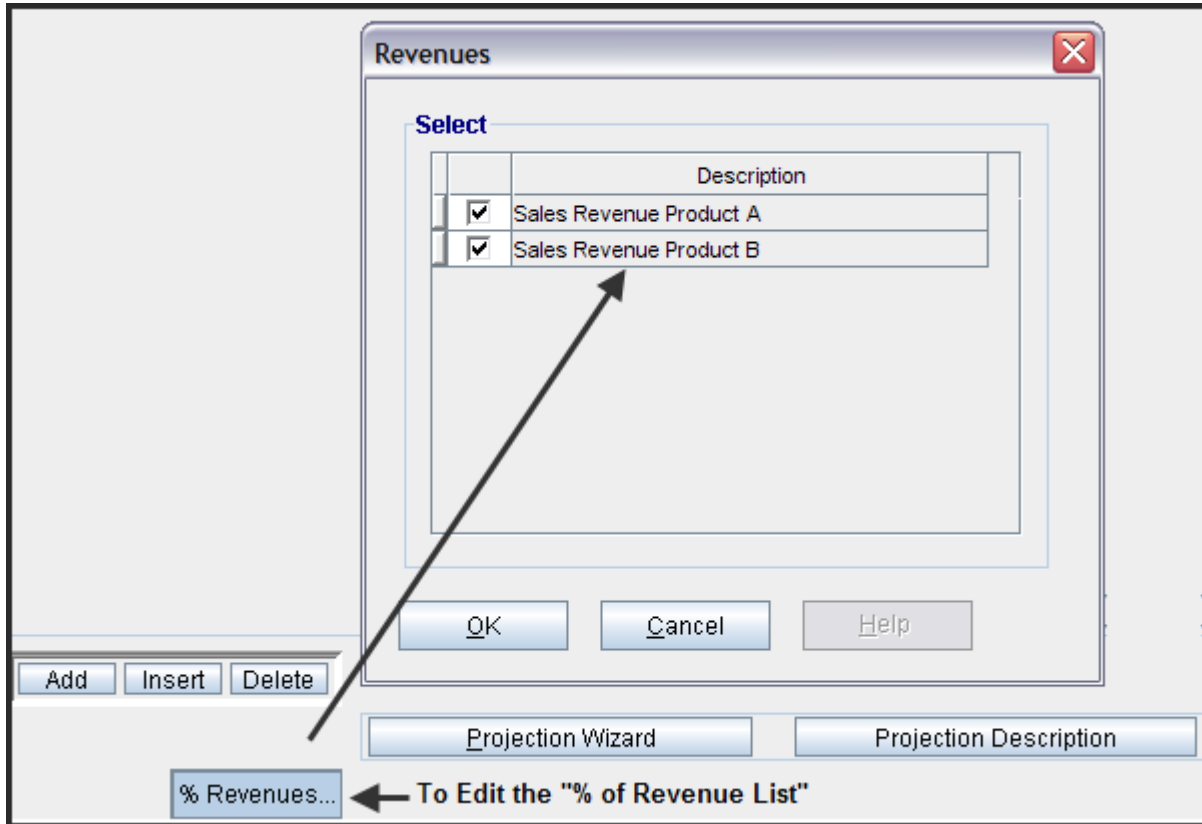 Revenues
Select
Description
Sales Revenue Product A
Sales Revenue Product B
OK Cancel Help
Add Insert Delete
Projection Wizard Projection Description
% Revenues... To Edit the "% of Revenue List"